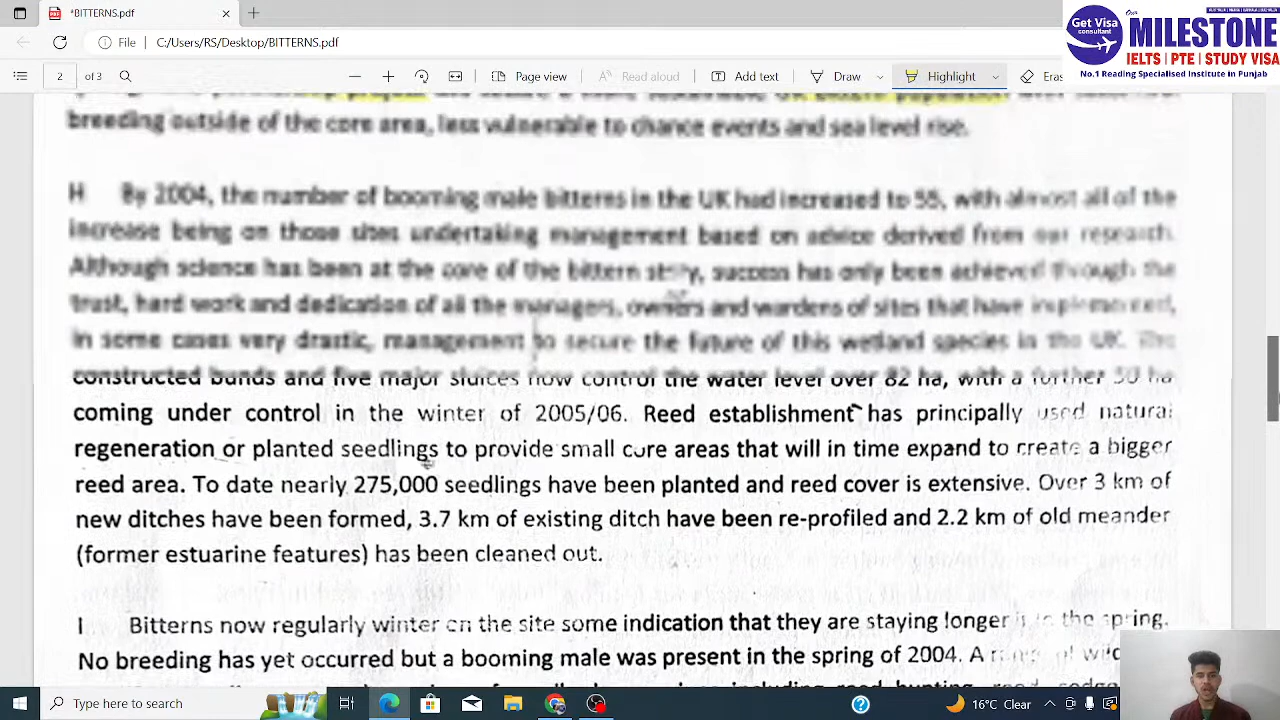 *BITTERNS.pdf
File
C:/Users/RS/Desktop/BITTERNS.pdf
2 of 3
Page view
Read aloud
Add text
Draw
Highlight
Eras
Get Visa
consultant
Our
MILESTONE
IELTS | PTE | STUDY VISA
No.1 Reading Specialised Institute in Punjab
breeding outside of the core area, less vulnerable to chance events and sea level rise.
H By 2004, the number of booming male bitterns in the UK had increased to 55, with almost all of the
increase being on those sites undertaking management based on advice derived from our research.
Although science has been at the core of the bittern story, success has only been achieved through the
trust, hard work and dedication of all the managers, owners and wardens of sites that have implemented,
in some cases very drastic, management to secure the future of this wetland species in the UK. The
constructed bunds and five major sluices now control the water level over 82 ha, with a further 50 ha
coming under control in the winter of 2005/06. Reed establishment has principally used natural
regeneration or planted seedlings to provide small core areas that will in time expand to create a bigger
reed area. To date nearly 275,000 seedlings have been planted and reed cover is extensive. Over 3 km of
new ditches have been formed, 3.7 km of existing ditch have been re-profiled and 2.2 km of old meander
(former estuarine features) has been cleaned out.
I Bitterns now regularly winter on the site some indication that they are staying longer in the spring.
No breeding has yet occurred but a booming male was present in the spring of 2004. A
Type here to search
16°C Clear